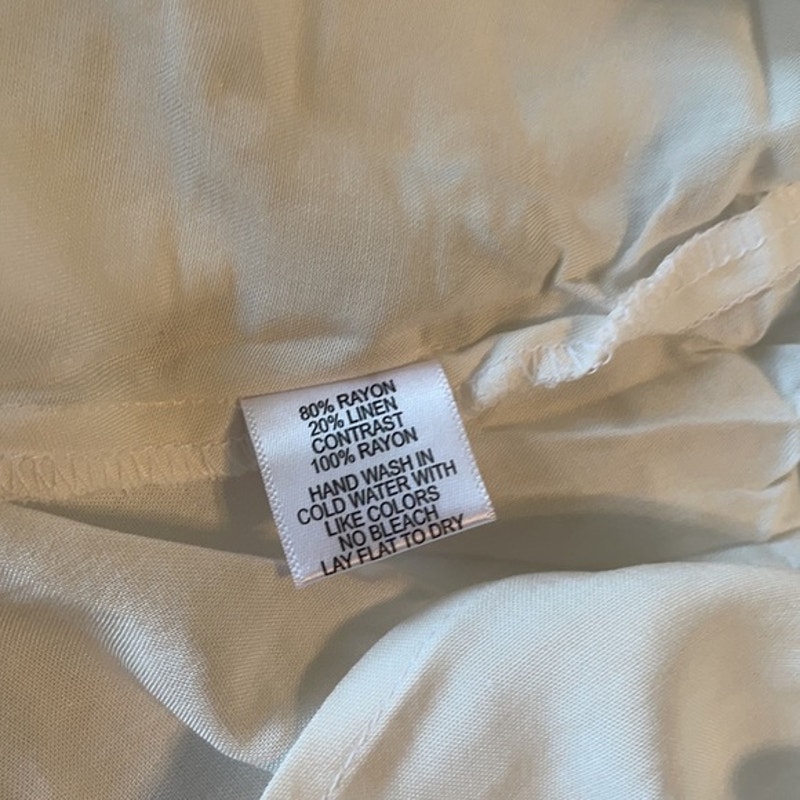 80% RAYON
20% LINEN
CONTRAST
100% RAYON
HAND WASH IN
COLD WATER WITH
LIKE COLORS
NO BLEACH
LAY FLAT TO DRY